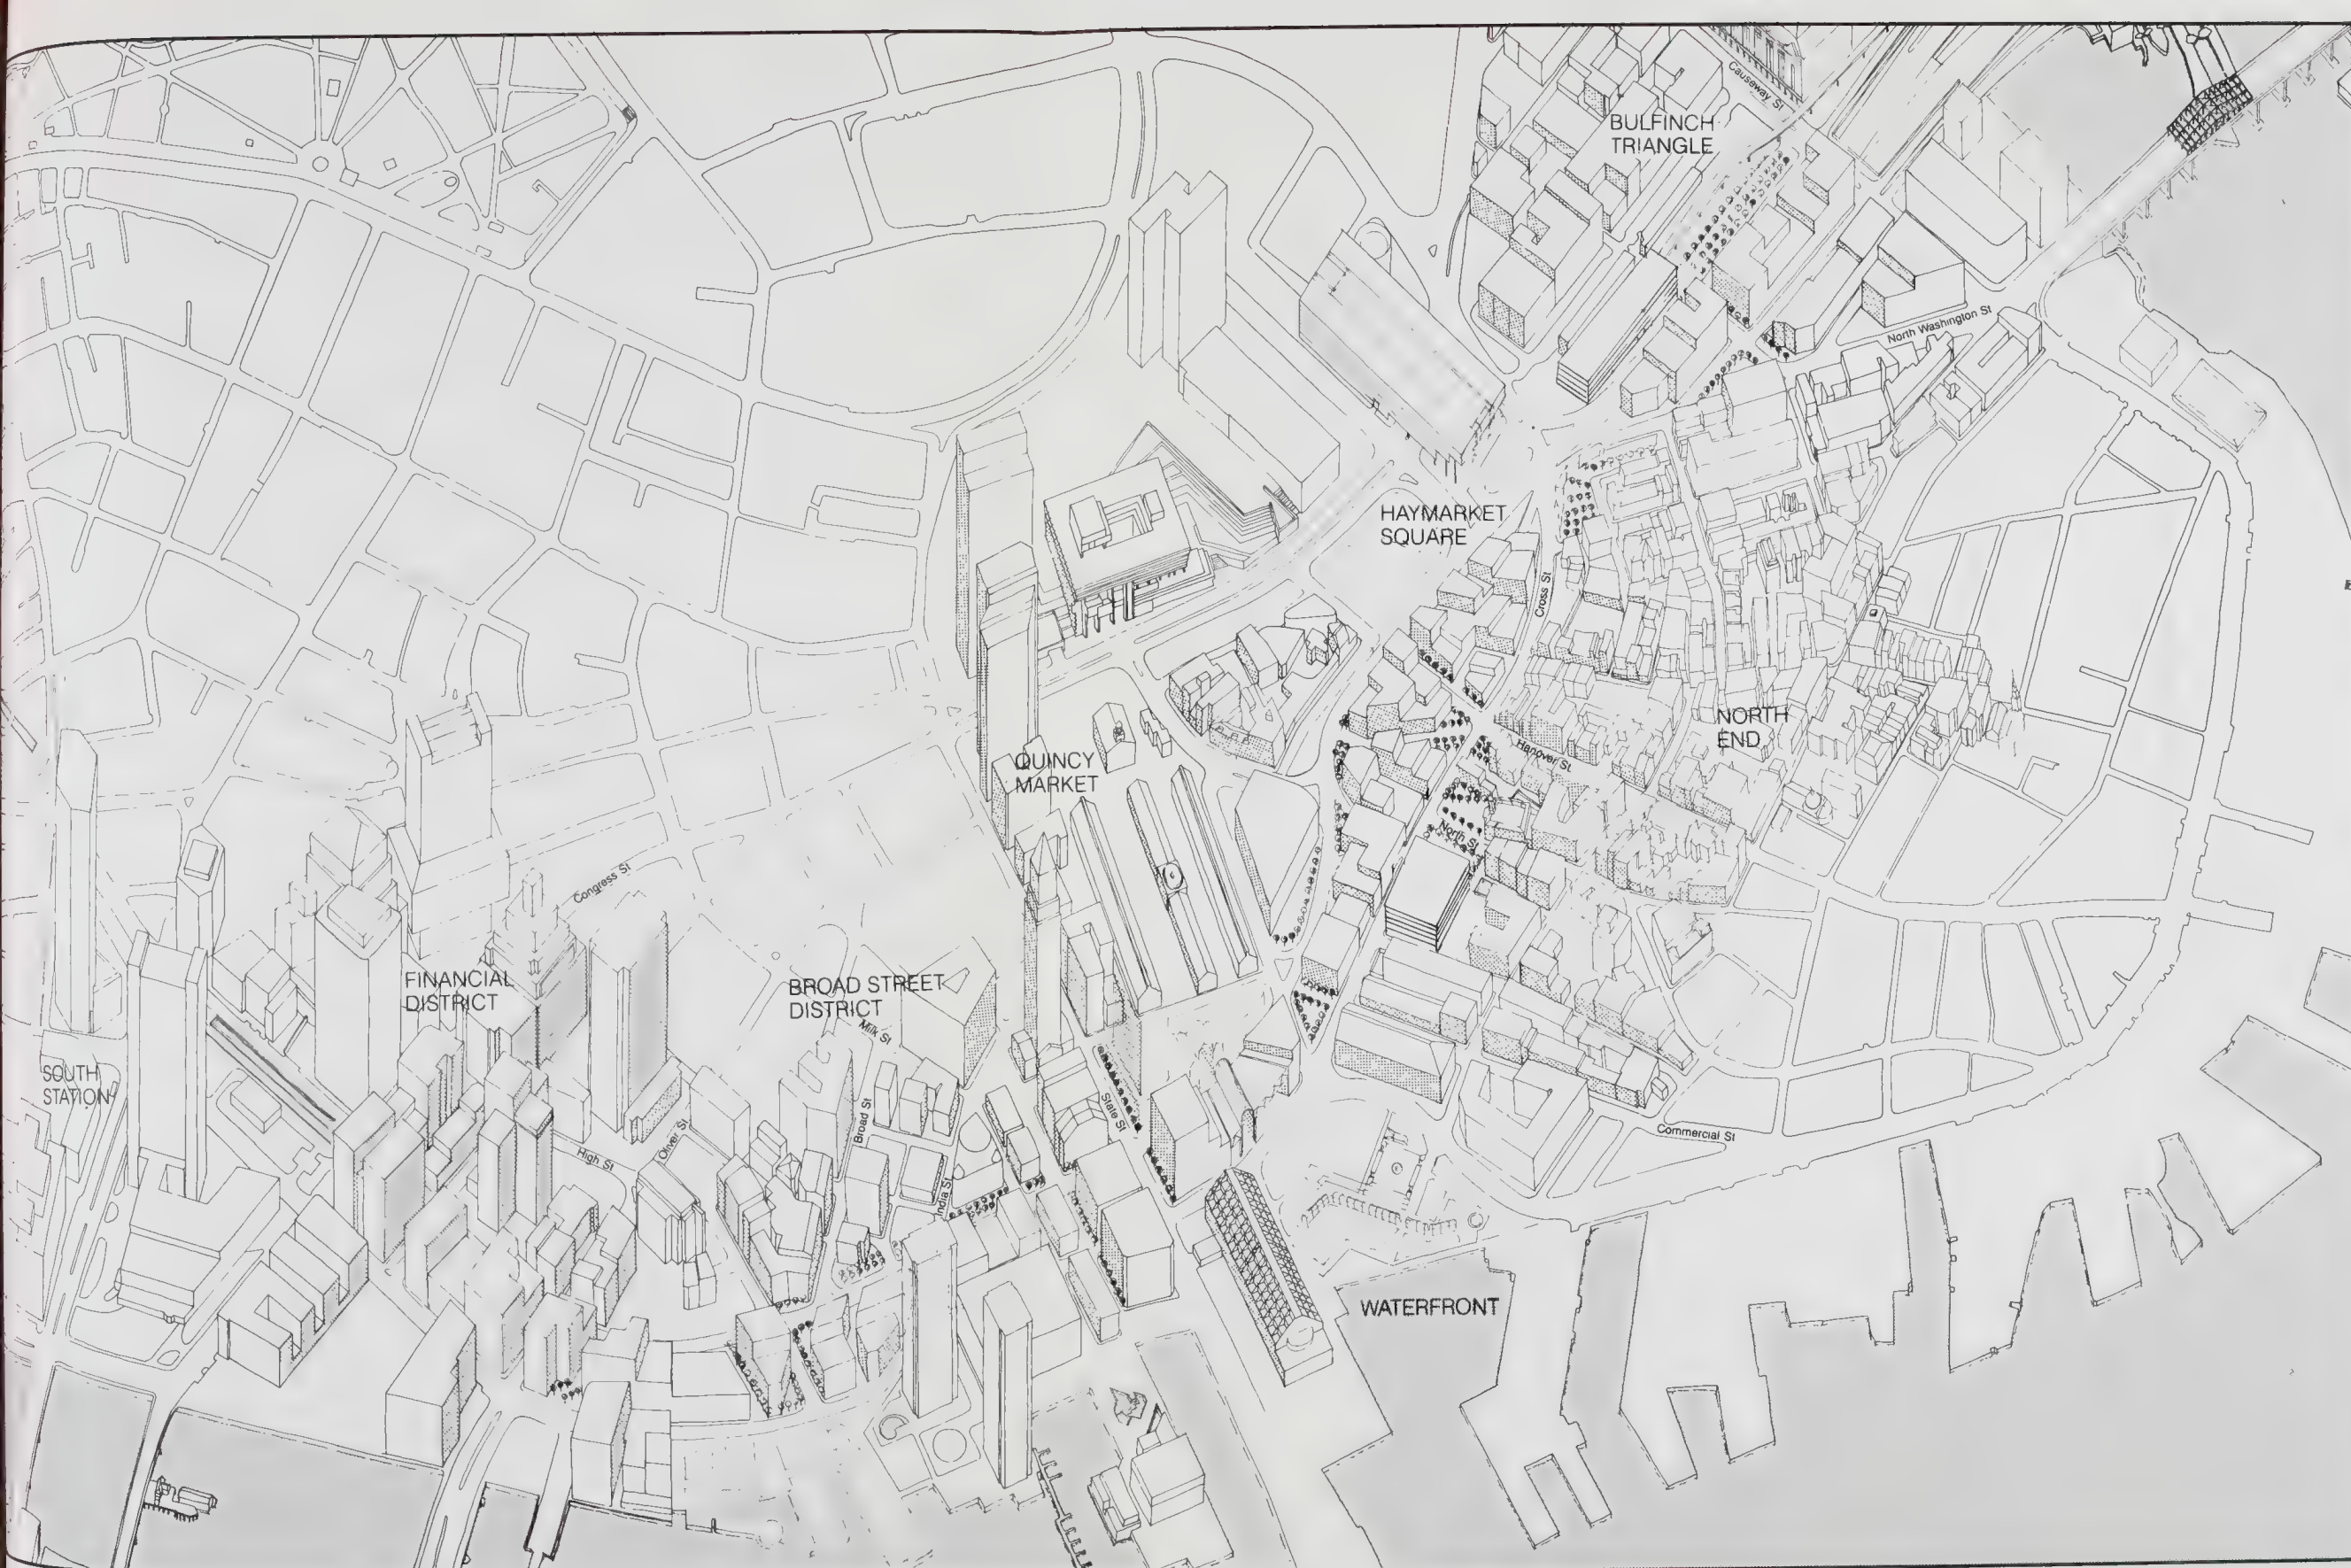 Causeway St
BULFINCH
TRIANGLE
North Washington St
HAYMARKET
SQUARE
Cross St
NORTH
END
Hanover St
QUINCY
MARKET
North St
Congress St
FINANCIAL
DISTRICT
BROAD STREET
DISTRICT
Milk St
SOUTH
STATION
State St
Broad St
Oliver St
High St
India St
Commercial St
WATERFRONT